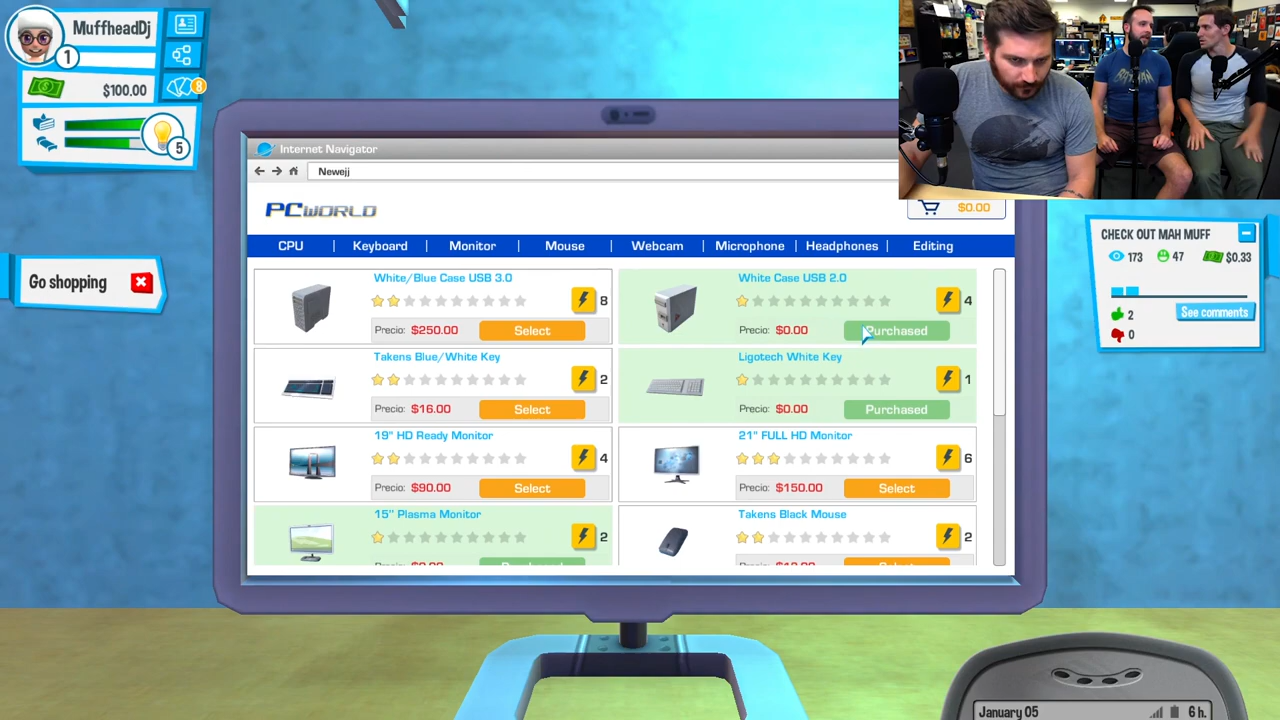 MuffheadDj
1
$100.00
8
5
Go shopping
Internet Navigator
Newejj
PCWORLD
$0.00
CPU | Keyboard | Monitor | Mouse | Webcam | Microphone | Headphones | Editing
White/Blue Case USB 3.0
8
Precio: $250.00 Select
White Case USB 2.0
4
Precio: $0.00 Purchased
Takens Blue/White Key
2
Precio: $16.00 Select
Ligotech White Key
1
Precio: $0.00 Purchased
19" HD Ready Monitor
4
Precio: $90.00 Select
21" FULL HD Monitor
6
Precio: $150.00 Select
15" Plasma Monitor
2
Takens Black Mouse
2
CHECK OUT MAH MUFF
173 47 $0.33
2
See comments
0
January 05 6 h.
BATMAN